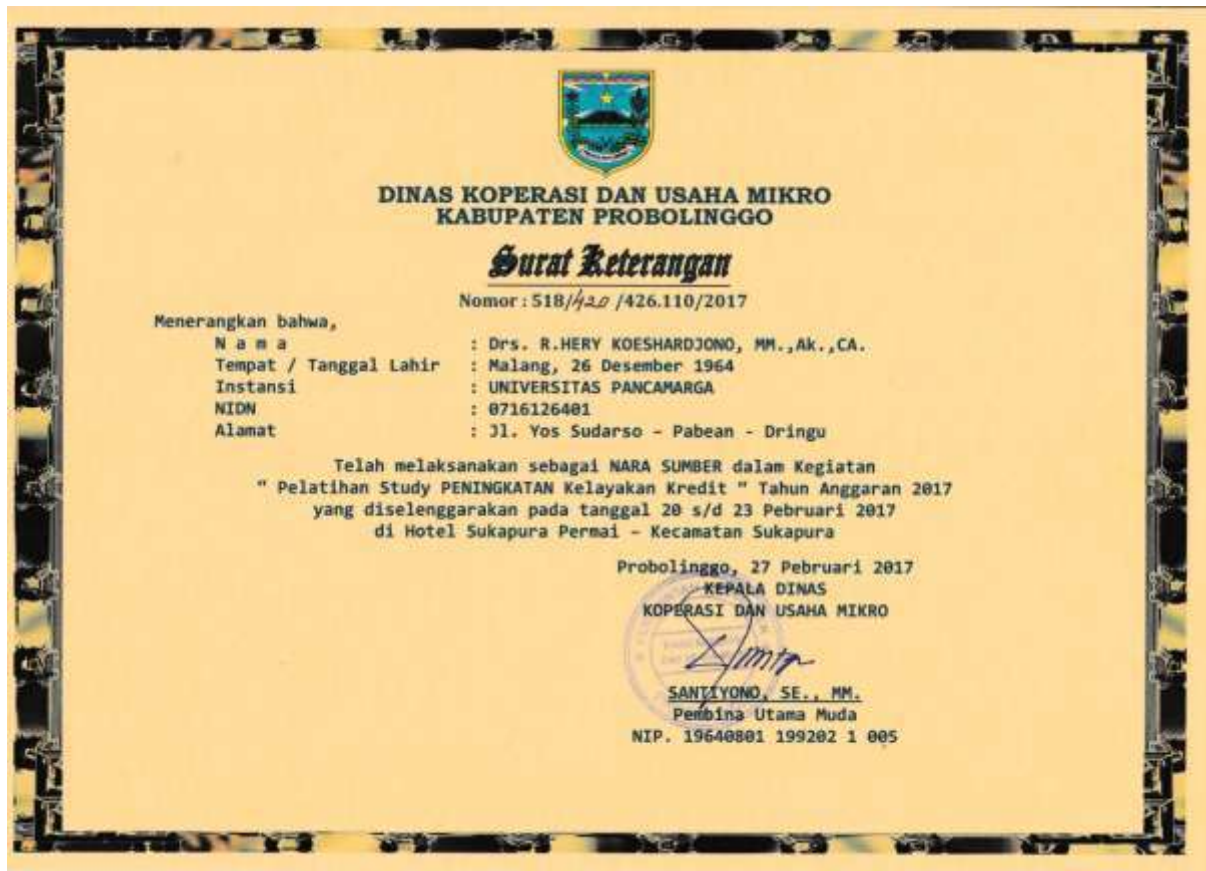 DINAS KOPERASI DAN USAHA MIKRO
KABUPATEN PROBOLINGGO
Surat Keterangan
Nomor : 518/420 /426.110/2017
Menerangkan bahwa,
N a m a : Drs. R.HERY KOESHARDJONO, MM.,Ak.,CA.
Tempat / Tanggal Lahir : Malang, 26 Desember 1964
Instansi : UNIVERSITAS PANCAMARGA
NIDN : 0716126401
Alamat : Jl. Yos Sudarso – Pabean - Dringu
Telah melaksanakan sebagai NARA SUMBER dalam Kegiatan
" Pelatihan Study PENINGKATAN Kelayakan Kredit " Tahun Anggaran 2017
yang diselenggarakan pada tanggal 20 s/d 23 Pebruari 2017
di Hotel Sukapura Permai – Kecamatan Sukapura
Probolinggo, 27 Pebruari 2017
KEPALA DINAS
KOPERASI DAN USAHA MIKRO
SANTIYONO, SE., MM.
Pembina Utama Muda
NIP. 19640801 199202 1 005